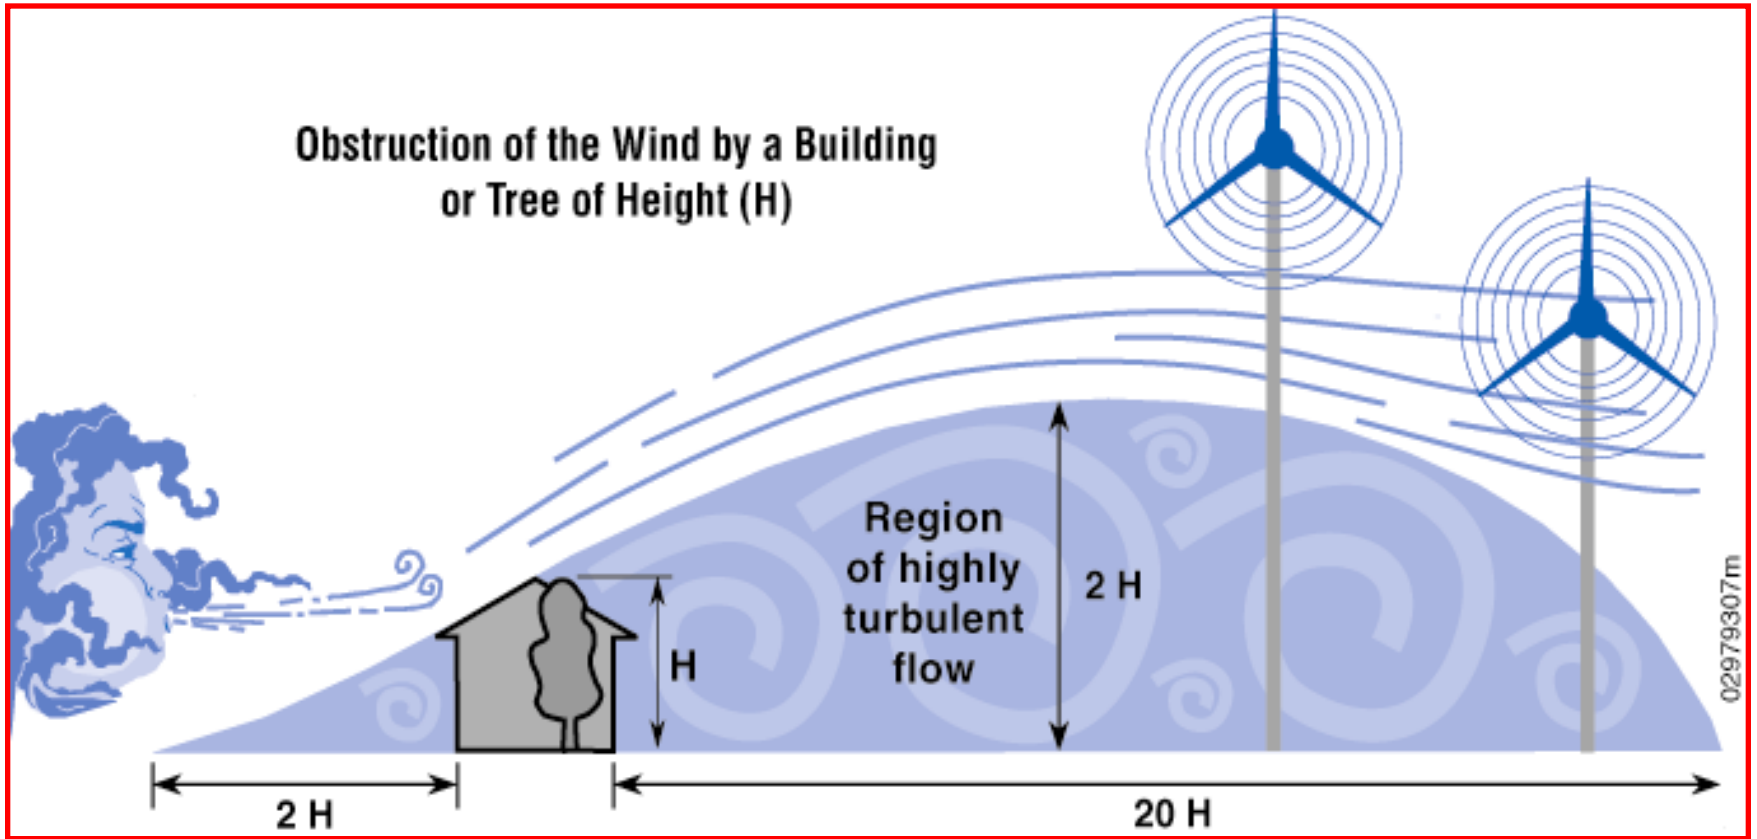 Obstruction of the Wind by a Building
or Tree of Height (H)
Region
of highly
turbulent
flow
2 H
H
2 H
20 H
02979307m